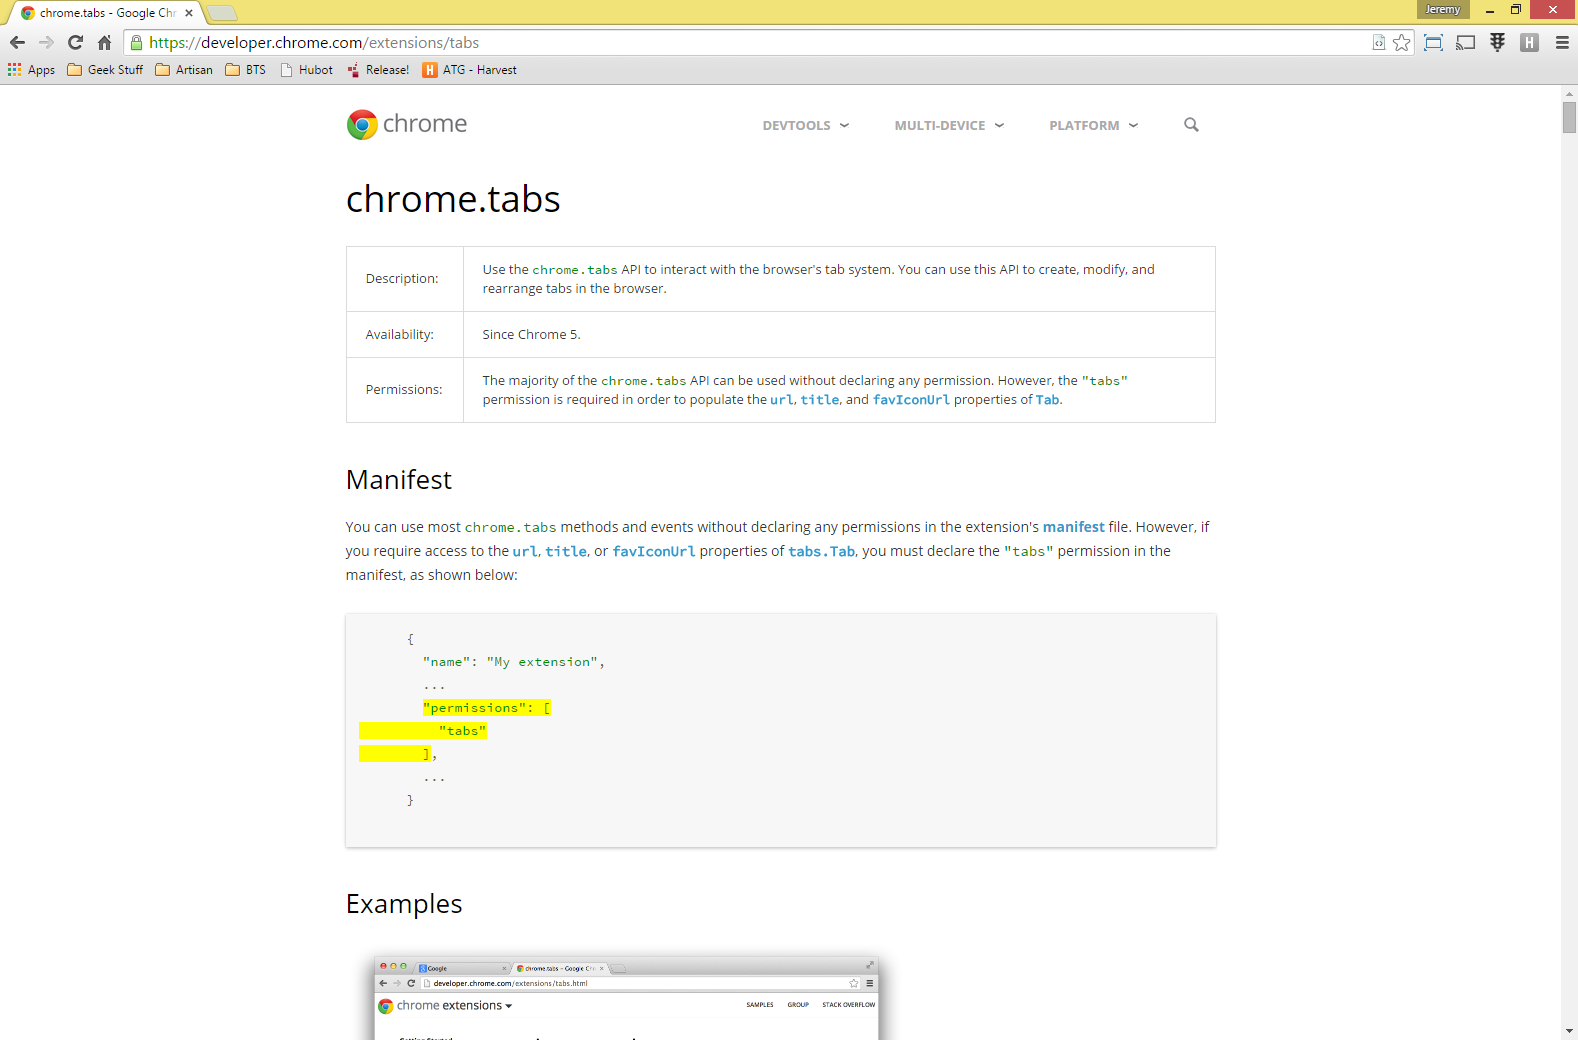 chrome.tabs - Google Chr
Jeremy
https://developer.chrome.com/extensions/tabs
Apps Geek Stuff Artisan BTS Hubot Release! ATG - Harvest
chrome DEVTOOLS MULTI-DEVICE PLATFORM
chrome.tabs
Description: Use the chrome.tabs API to interact with the browser's tab system. You can use this API to create, modify, and
rearrange tabs in the browser.
Availability: Since Chrome 5.
Permissions: The majority of the chrome.tabs API can be used without declaring any permission. However, the "tabs"
permission is required in order to populate the url, title, and favIconUrl properties of Tab.
Manifest
You can use most chrome.tabs methods and events without declaring any permissions in the extension's manifest file. However, if
you require access to the url, title, or favIconUrl properties of tabs.Tab, you must declare the "tabs" permission in the
manifest, as shown below:
{
"name": "My extension",
...
"permissions": [
"tabs"
],
...
}
Examples
Google chrome.tabs - Google Chr
developer.chrome.com/extensions/tabs.html
chrome extensions SAMPLES GROUP STACK OVERFLOW